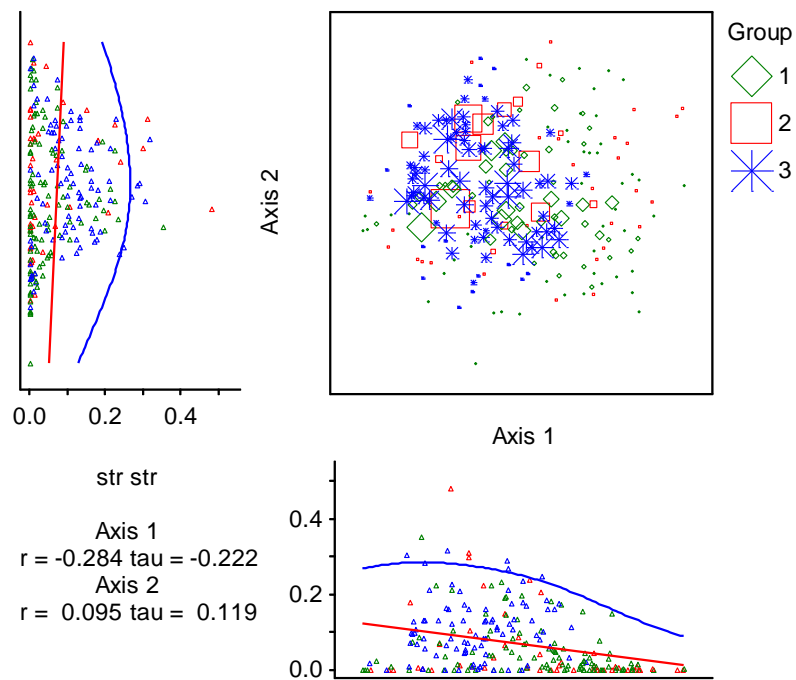 Group
1
2
3
Axis 2
0.0 0.2 0.4
Axis 1
str str
Axis 1
r = -0.284 tau = -0.222
Axis 2
r = 0.095 tau = 0.119
0.4
0.2
0.0